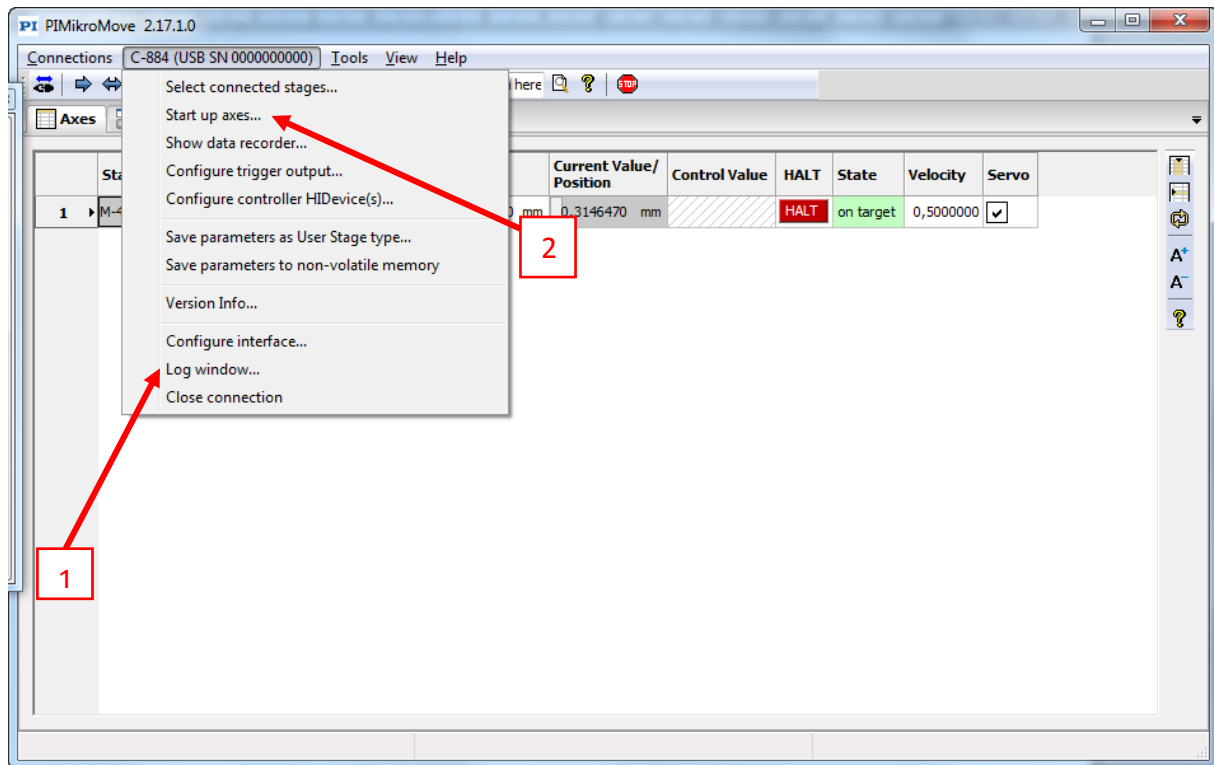 PI PIMikroMove 2.17.1.0
Connections C-884 (USB SN 0000000000) Tools View Help
here STOP
Axes
Select connected stages...
Start up axes...
Show data recorder...
Configure trigger output...
Configure controller HIDevice(s)...
Save parameters as User Stage type...
Save parameters to non-volatile memory
Version Info...
Configure interface...
Log window...
Close connection
Current Value/
Position Control Value HALT State Velocity Servo
1 mm 0,3146470 mm HALT on target 0,5000000
2
1
A+
A-